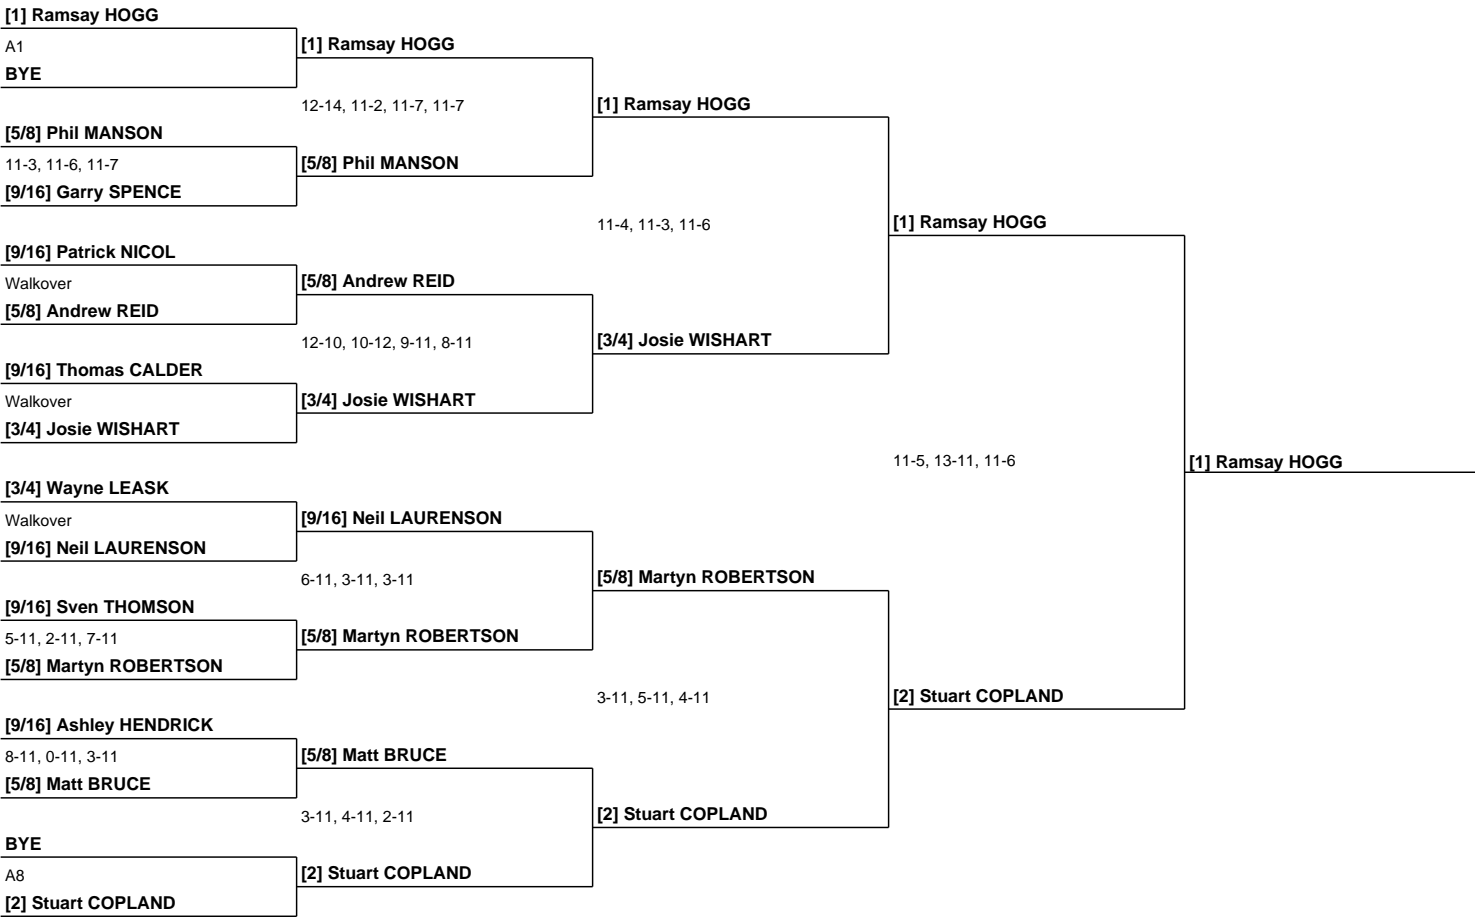 [1] Ramsay HOGG
A1
BYE
[5/8] Phil MANSON
11-3, 11-6, 11-7
[9/16] Garry SPENCE
[9/16] Patrick NICOL
Walkover
[5/8] Andrew REID
[9/16] Thomas CALDER
Walkover
[3/4] Josie WISHART
[3/4] Wayne LEASK
Walkover
[9/16] Neil LAURENSON
[9/16] Sven THOMSON
5-11, 2-11, 7-11
[5/8] Martyn ROBERTSON
[9/16] Ashley HENDRICK
8-11, 0-11, 3-11
[5/8] Matt BRUCE
BYE
A8
[2] Stuart COPLAND
[1] Ramsay HOGG
12-14, 11-2, 11-7, 11-7
[5/8] Phil MANSON
[5/8] Andrew REID
12-10, 10-12, 9-11, 8-11
[3/4] Josie WISHART
[9/16] Neil LAURENSON
6-11, 3-11, 3-11
[5/8] Martyn ROBERTSON
[5/8] Matt BRUCE
3-11, 4-11, 2-11
[2] Stuart COPLAND
[1] Ramsay HOGG
11-4, 11-3, 11-6
[3/4] Josie WISHART
[5/8] Martyn ROBERTSON
3-11, 5-11, 4-11
[2] Stuart COPLAND
[1] Ramsay HOGG
11-5, 13-11, 11-6
[2] Stuart COPLAND
[1] Ramsay HOGG